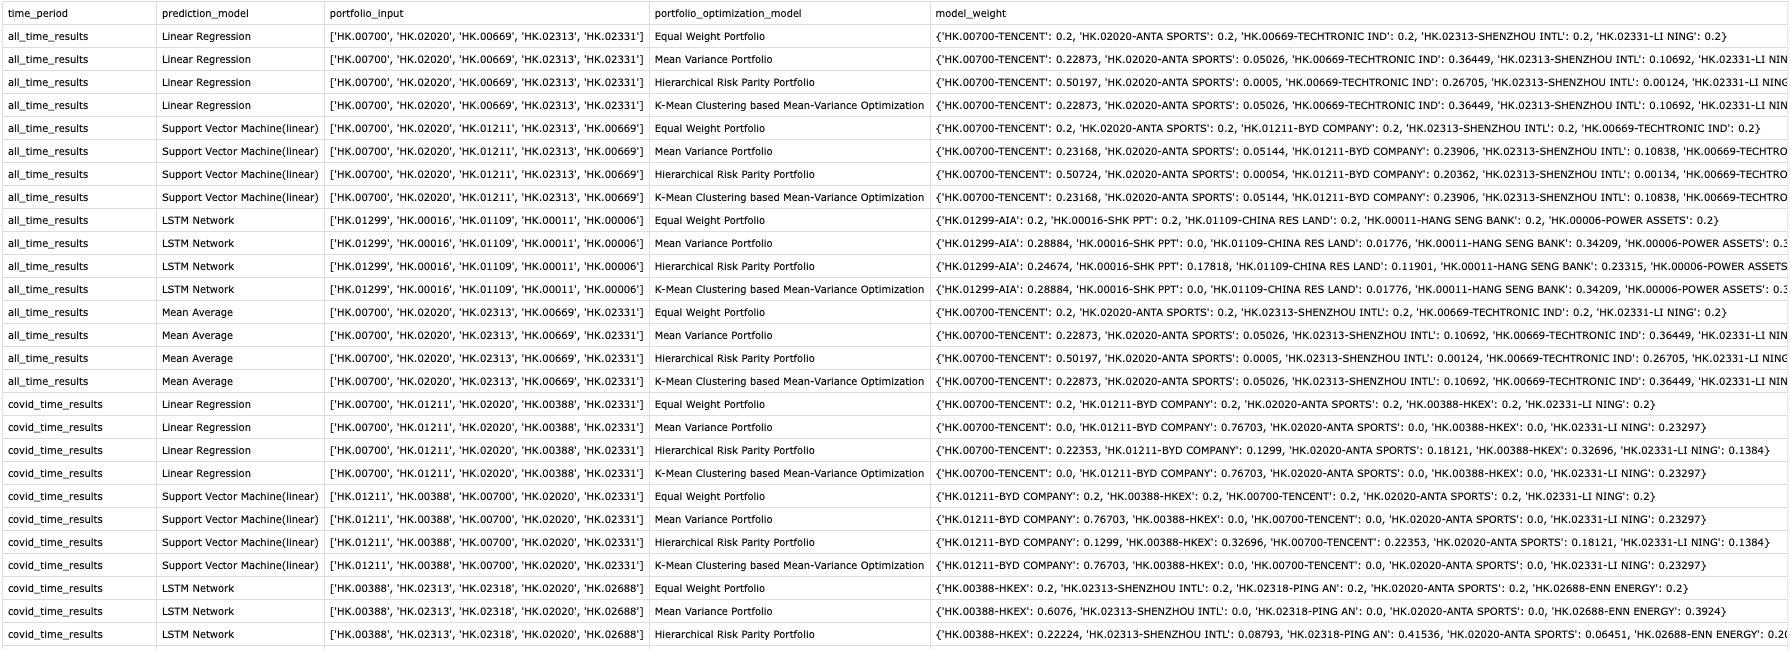 time_period prediction_model portfolio_input portfolio_optimization_model model_weight
all_time_results Linear Regression ['HK.00700', 'HK.02020', 'HK.00669', 'HK.02313', 'HK.02331'] Equal Weight Portfolio {'HK.00700-TENCENT': 0.2, 'HK.02020-ANTA SPORTS': 0.2, 'HK.00669-TECHTRONIC IND': 0.2, 'HK.02313-SHENZHOU INTL': 0.2, 'HK.02331-LI NING': 0.2}
all_time_results Linear Regression ['HK.00700', 'HK.02020', 'HK.00669', 'HK.02313', 'HK.02331'] Mean Variance Portfolio {'HK.00700-TENCENT': 0.22873, 'HK.02020-ANTA SPORTS': 0.05026, 'HK.00669-TECHTRONIC IND': 0.36449, 'HK.02313-SHENZHOU INTL': 0.10692, 'HK.02331-LI NIN
all_time_results Linear Regression ['HK.00700', 'HK.02020', 'HK.00669', 'HK.02313', 'HK.02331'] Hierarchical Risk Parity Portfolio {'HK.00700-TENCENT': 0.50197, 'HK.02020-ANTA SPORTS': 0.0005, 'HK.00669-TECHTRONIC IND': 0.26705, 'HK.02313-SHENZHOU INTL': 0.00124, 'HK.02331-LI NING
all_time_results Linear Regression ['HK.00700', 'HK.02020', 'HK.00669', 'HK.02313', 'HK.02331'] K-Mean Clustering based Mean-Variance Optimization {'HK.00700-TENCENT': 0.22873, 'HK.02020-ANTA SPORTS': 0.05026, 'HK.00669-TECHTRONIC IND': 0.36449, 'HK.02313-SHENZHOU INTL': 0.10692, 'HK.02331-LI NIN
all_time_results Support Vector Machine(linear) ['HK.00700', 'HK.02020', 'HK.01211', 'HK.02313', 'HK.00669'] Equal Weight Portfolio {'HK.00700-TENCENT': 0.2, 'HK.02020-ANTA SPORTS': 0.2, 'HK.01211-BYD COMPANY': 0.2, 'HK.02313-SHENZHOU INTL': 0.2, 'HK.00669-TECHTRONIC IND': 0.2}
all_time_results Support Vector Machine(linear) ['HK.00700', 'HK.02020', 'HK.01211', 'HK.02313', 'HK.00669'] Mean Variance Portfolio {'HK.00700-TENCENT': 0.23168, 'HK.02020-ANTA SPORTS': 0.05144, 'HK.01211-BYD COMPANY': 0.23906, 'HK.02313-SHENZHOU INTL': 0.10838, 'HK.00669-TECHTRO
all_time_results Support Vector Machine(linear) ['HK.00700', 'HK.02020', 'HK.01211', 'HK.02313', 'HK.00669'] Hierarchical Risk Parity Portfolio {'HK.00700-TENCENT': 0.50724, 'HK.02020-ANTA SPORTS': 0.00054, 'HK.01211-BYD COMPANY': 0.20362, 'HK.02313-SHENZHOU INTL': 0.00134, 'HK.00669-TECHTRO
all_time_results Support Vector Machine(linear) ['HK.00700', 'HK.02020', 'HK.01211', 'HK.02313', 'HK.00669'] K-Mean Clustering based Mean-Variance Optimization {'HK.00700-TENCENT': 0.23168, 'HK.02020-ANTA SPORTS': 0.05144, 'HK.01211-BYD COMPANY': 0.23906, 'HK.02313-SHENZHOU INTL': 0.10838, 'HK.00669-TECHTRO
all_time_results LSTM Network ['HK.01299', 'HK.00016', 'HK.01109', 'HK.00011', 'HK.00006'] Equal Weight Portfolio {'HK.01299-AIA': 0.2, 'HK.00016-SHK PPT': 0.2, 'HK.01109-CHINA RES LAND': 0.2, 'HK.00011-HANG SENG BANK': 0.2, 'HK.00006-POWER ASSETS': 0.2}
all_time_results LSTM Network ['HK.01299', 'HK.00016', 'HK.01109', 'HK.00011', 'HK.00006'] Mean Variance Portfolio {'HK.01299-AIA': 0.28884, 'HK.00016-SHK PPT': 0.0, 'HK.01109-CHINA RES LAND': 0.01776, 'HK.00011-HANG SENG BANK': 0.34209, 'HK.00006-POWER ASSETS': 0.3
all_time_results LSTM Network ['HK.01299', 'HK.00016', 'HK.01109', 'HK.00011', 'HK.00006'] Hierarchical Risk Parity Portfolio {'HK.01299-AIA': 0.24674, 'HK.00016-SHK PPT': 0.17818, 'HK.01109-CHINA RES LAND': 0.11901, 'HK.00011-HANG SENG BANK': 0.23315, 'HK.00006-POWER ASSETS
all_time_results LSTM Network ['HK.01299', 'HK.00016', 'HK.01109', 'HK.00011', 'HK.00006'] K-Mean Clustering based Mean-Variance Optimization {'HK.01299-AIA': 0.28884, 'HK.00016-SHK PPT': 0.0, 'HK.01109-CHINA RES LAND': 0.01776, 'HK.00011-HANG SENG BANK': 0.34209, 'HK.00006-POWER ASSETS': 0.3
all_time_results Mean Average ['HK.00700', 'HK.02020', 'HK.02313', 'HK.00669', 'HK.02331'] Equal Weight Portfolio {'HK.00700-TENCENT': 0.2, 'HK.02020-ANTA SPORTS': 0.2, 'HK.02313-SHENZHOU INTL': 0.2, 'HK.00669-TECHTRONIC IND': 0.2, 'HK.02331-LI NING': 0.2}
all_time_results Mean Average ['HK.00700', 'HK.02020', 'HK.02313', 'HK.00669', 'HK.02331'] Mean Variance Portfolio {'HK.00700-TENCENT': 0.22873, 'HK.02020-ANTA SPORTS': 0.05026, 'HK.02313-SHENZHOU INTL': 0.10692, 'HK.00669-TECHTRONIC IND': 0.36449, 'HK.02331-LI NIN
all_time_results Mean Average ['HK.00700', 'HK.02020', 'HK.02313', 'HK.00669', 'HK.02331'] Hierarchical Risk Parity Portfolio {'HK.00700-TENCENT': 0.50197, 'HK.02020-ANTA SPORTS': 0.0005, 'HK.02313-SHENZHOU INTL': 0.00124, 'HK.00669-TECHTRONIC IND': 0.26705, 'HK.02331-LI NING
all_time_results Mean Average ['HK.00700', 'HK.02020', 'HK.02313', 'HK.00669', 'HK.02331'] K-Mean Clustering based Mean-Variance Optimization {'HK.00700-TENCENT': 0.22873, 'HK.02020-ANTA SPORTS': 0.05026, 'HK.02313-SHENZHOU INTL': 0.10692, 'HK.00669-TECHTRONIC IND': 0.36449, 'HK.02331-LI NIN
covid_time_results Linear Regression ['HK.00700', 'HK.01211', 'HK.02020', 'HK.00388', 'HK.02331'] Equal Weight Portfolio {'HK.00700-TENCENT': 0.2, 'HK.01211-BYD COMPANY': 0.2, 'HK.02020-ANTA SPORTS': 0.2, 'HK.00388-HKEX': 0.2, 'HK.02331-LI NING': 0.2}
covid_time_results Linear Regression ['HK.00700', 'HK.01211', 'HK.02020', 'HK.00388', 'HK.02331'] Mean Variance Portfolio {'HK.00700-TENCENT': 0.0, 'HK.01211-BYD COMPANY': 0.76703, 'HK.02020-ANTA SPORTS': 0.0, 'HK.00388-HKEX': 0.0, 'HK.02331-LI NING': 0.23297}
covid_time_results Linear Regression ['HK.00700', 'HK.01211', 'HK.02020', 'HK.00388', 'HK.02331'] Hierarchical Risk Parity Portfolio {'HK.00700-TENCENT': 0.22353, 'HK.01211-BYD COMPANY': 0.1299, 'HK.02020-ANTA SPORTS': 0.18121, 'HK.00388-HKEX': 0.32696, 'HK.02331-LI NING': 0.1384}
covid_time_results Linear Regression ['HK.00700', 'HK.01211', 'HK.02020', 'HK.00388', 'HK.02331'] K-Mean Clustering based Mean-Variance Optimization {'HK.00700-TENCENT': 0.0, 'HK.01211-BYD COMPANY': 0.76703, 'HK.02020-ANTA SPORTS': 0.0, 'HK.00388-HKEX': 0.0, 'HK.02331-LI NING': 0.23297}
covid_time_results Support Vector Machine(linear) ['HK.01211', 'HK.00388', 'HK.00700', 'HK.02020', 'HK.02331'] Equal Weight Portfolio {'HK.01211-BYD COMPANY': 0.2, 'HK.00388-HKEX': 0.2, 'HK.00700-TENCENT': 0.2, 'HK.02020-ANTA SPORTS': 0.2, 'HK.02331-LI NING': 0.2}
covid_time_results Support Vector Machine(linear) ['HK.01211', 'HK.00388', 'HK.00700', 'HK.02020', 'HK.02331'] Mean Variance Portfolio {'HK.01211-BYD COMPANY': 0.76703, 'HK.00388-HKEX': 0.0, 'HK.00700-TENCENT': 0.0, 'HK.02020-ANTA SPORTS': 0.0, 'HK.02331-LI NING': 0.23297}
covid_time_results Support Vector Machine(linear) ['HK.01211', 'HK.00388', 'HK.00700', 'HK.02020', 'HK.02331'] Hierarchical Risk Parity Portfolio {'HK.01211-BYD COMPANY': 0.1299, 'HK.00388-HKEX': 0.32696, 'HK.00700-TENCENT': 0.22353, 'HK.02020-ANTA SPORTS': 0.18121, 'HK.02331-LI NING': 0.1384}
covid_time_results Support Vector Machine(linear) ['HK.01211', 'HK.00388', 'HK.00700', 'HK.02020', 'HK.02331'] K-Mean Clustering based Mean-Variance Optimization {'HK.01211-BYD COMPANY': 0.76703, 'HK.00388-HKEX': 0.0, 'HK.00700-TENCENT': 0.0, 'HK.02020-ANTA SPORTS': 0.0, 'HK.02331-LI NING': 0.23297}
covid_time_results LSTM Network ['HK.00388', 'HK.02313', 'HK.02318', 'HK.02020', 'HK.02688'] Equal Weight Portfolio {'HK.00388-HKEX': 0.2, 'HK.02313-SHENZHOU INTL': 0.2, 'HK.02318-PING AN': 0.2, 'HK.02020-ANTA SPORTS': 0.2, 'HK.02688-ENN ENERGY': 0.2}
covid_time_results LSTM Network ['HK.00388', 'HK.02313', 'HK.02318', 'HK.02020', 'HK.02688'] Mean Variance Portfolio {'HK.00388-HKEX': 0.6076, 'HK.02313-SHENZHOU INTL': 0.0, 'HK.02318-PING AN': 0.0, 'HK.02020-ANTA SPORTS': 0.0, 'HK.02688-ENN ENERGY': 0.3924}
covid_time_results LSTM Network ['HK.00388', 'HK.02313', 'HK.02318', 'HK.02020', 'HK.02688'] Hierarchical Risk Parity Portfolio {'HK.00388-HKEX': 0.22224, 'HK.02313-SHENZHOU INTL': 0.08793, 'HK.02318-PING AN': 0.41536, 'HK.02020-ANTA SPORTS': 0.06451, 'HK.02688-ENN ENERGY': 0.20